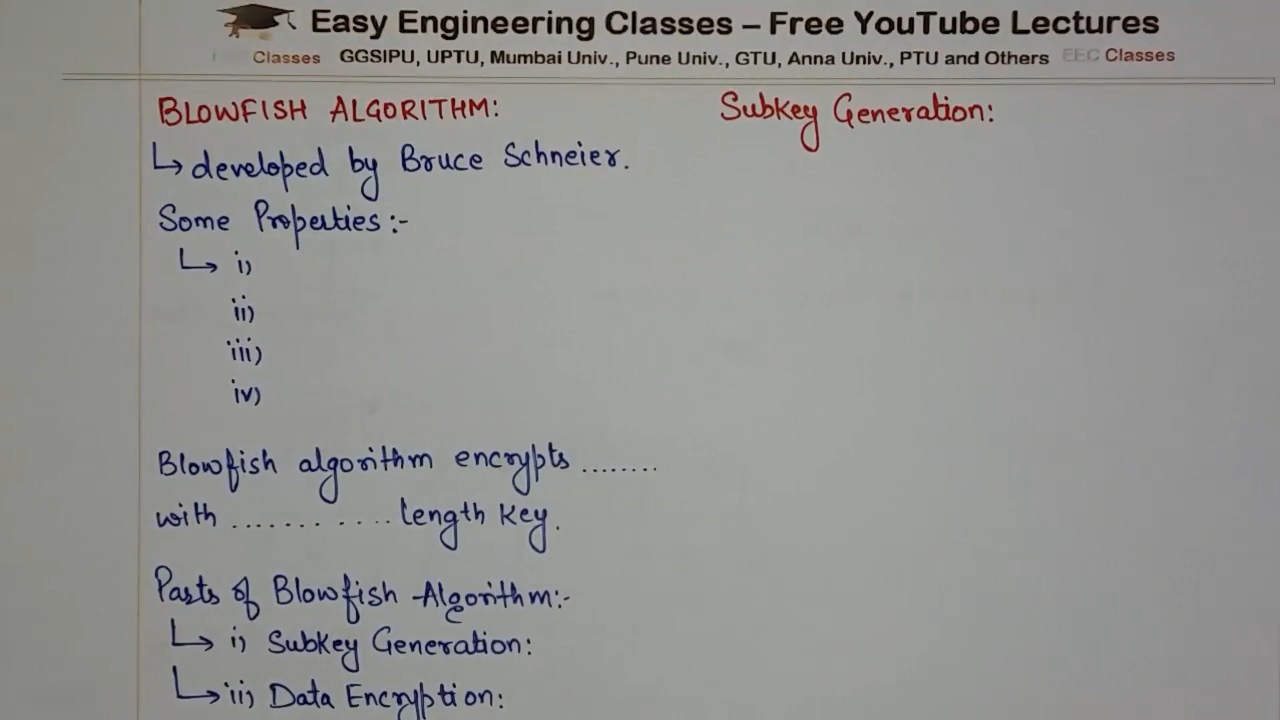 Easy Engineering Classes – Free YouTube Lectures
Classes GGSIPU, UPTU, Mumbai Univ., Pune Univ., GTU, Anna Univ., PTU and Others EEC Classes
BLOWFISH ALGORITHM:
↳ developed by Bruce Schneier.
Some Properties :-
↳ i)
ii)
iii)
iv)
Blowfish algorithm encrypts ........
with ........... length key.
Parts of Blowfish Algorithm:-
↳ i) Subkey Generation:
↳ ii) Data Encryption:
Subkey Generation: